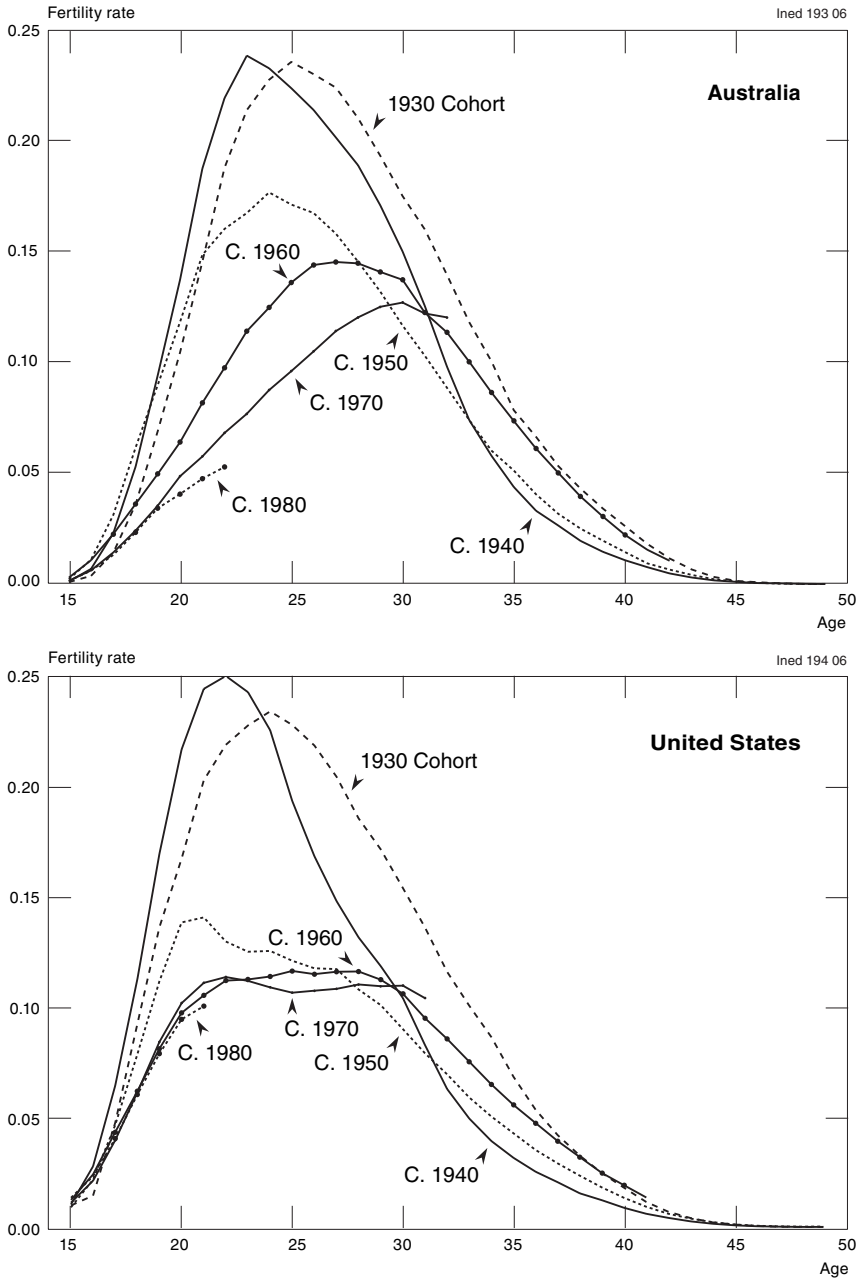 Fertility rate
Ined 193 06
0.25
Australia
1930 Cohort
0.20
0.15
C. 1960
C. 1950
0.10
C. 1970
0.05
C. 1980
C. 1940
0.00
15 20 25 30 35 40 45 50
Age
Fertility rate
Ined 194 06
0.25
United States
1930 Cohort
0.20
0.15
C. 1960
0.10
C. 1970
C. 1980
C. 1950
0.05
C. 1940
0.00
15 20 25 30 35 40 45 50
Age